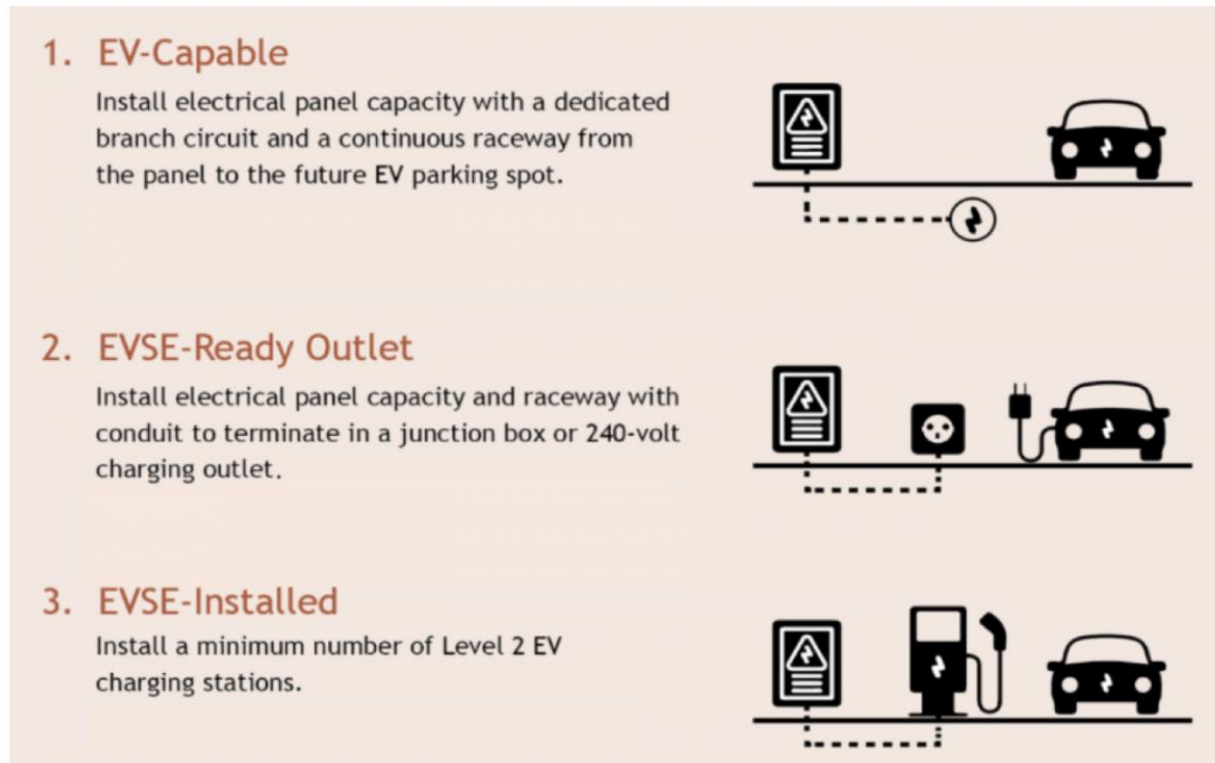 1. EV-Capable
Install electrical panel capacity with a dedicated
branch circuit and a continuous raceway from
the panel to the future EV parking spot.
2. EVSE-Ready Outlet
Install electrical panel capacity and raceway with
conduit to terminate in a junction box or 240-volt
charging outlet.
3. EVSE-Installed
Install a minimum number of Level 2 EV
charging stations.